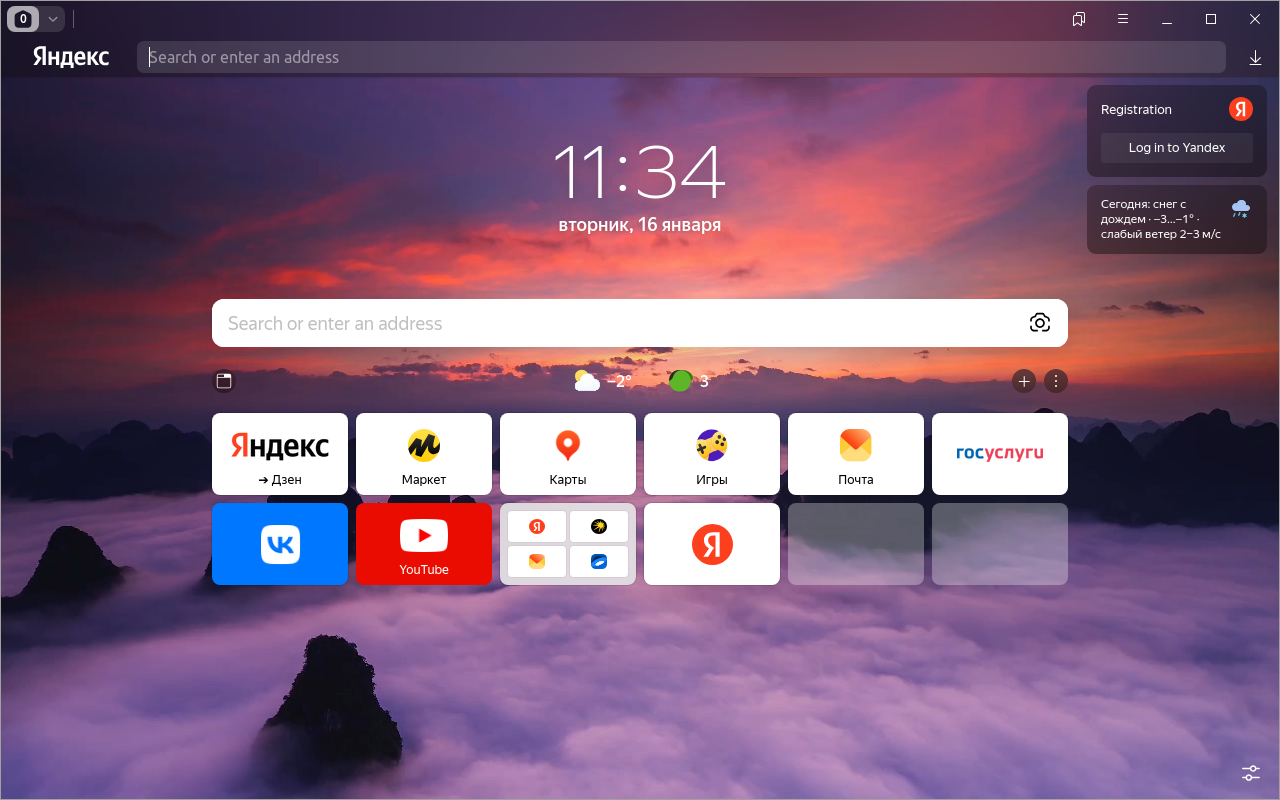 0
Яндекс
Search or enter an address
Registration
Я
Log in to Yandex
11:34
вторник, 16 января
Сегодня: снег с
дождем · −3...−1° ·
слабый ветер 2−3 м/с
Search or enter an address
−2°
3
Яндекс
➔ Дзен
Маркет
Карты
Игры
Почта
госуслуги
VK
YouTube
Я
Я